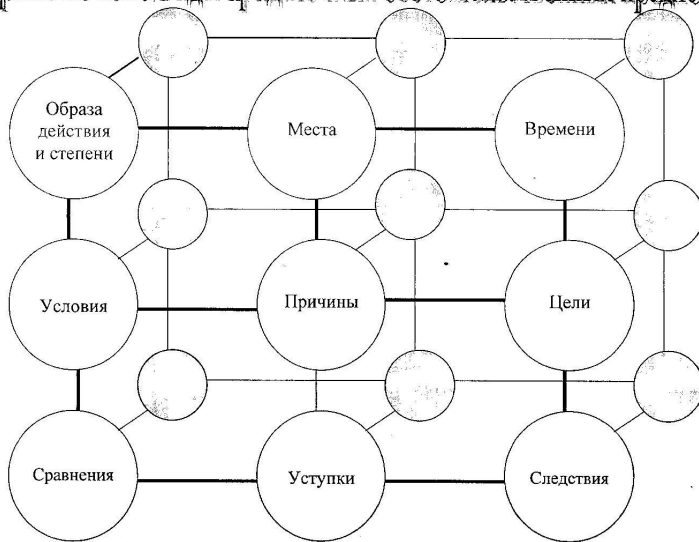 Образа
действия
и степени
Места
Времени
Условия
Причины
Цели
Сравнения
Уступки
Следствия